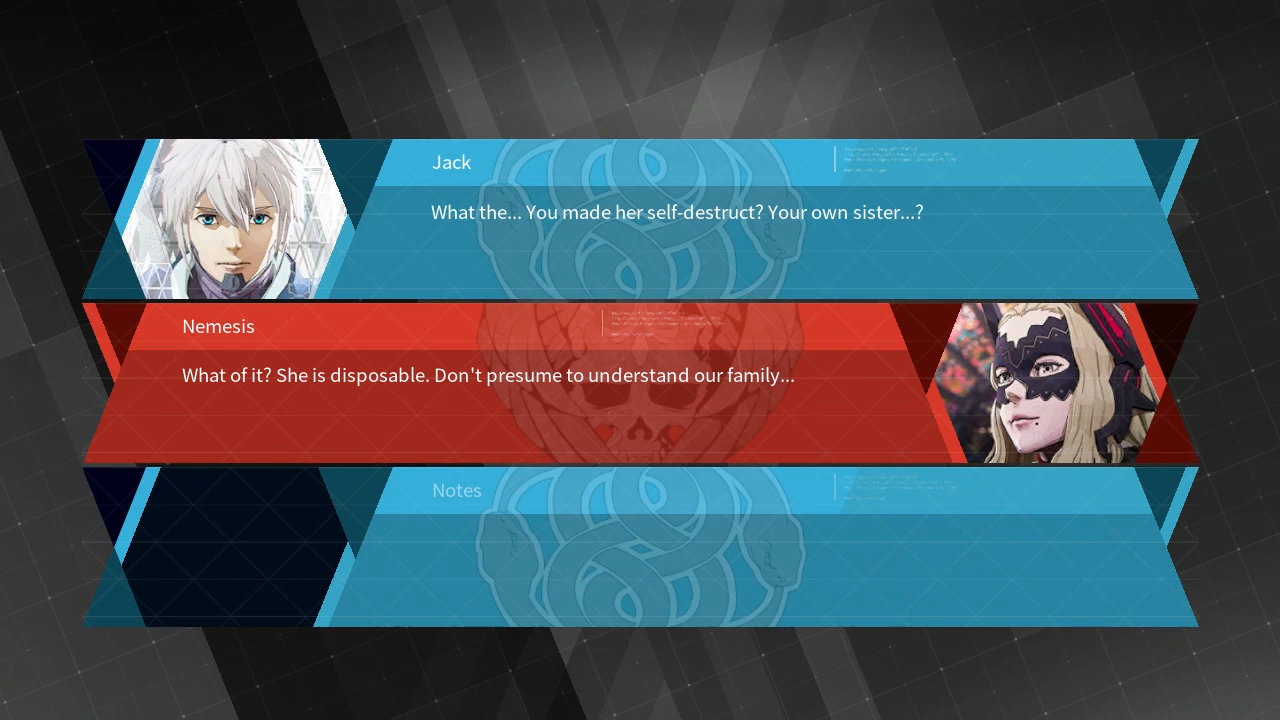 Jack
What the... You made her self-destruct? Your own sister...?
Nemesis
What of it? She is disposable. Don't presume to understand our family...
Notes